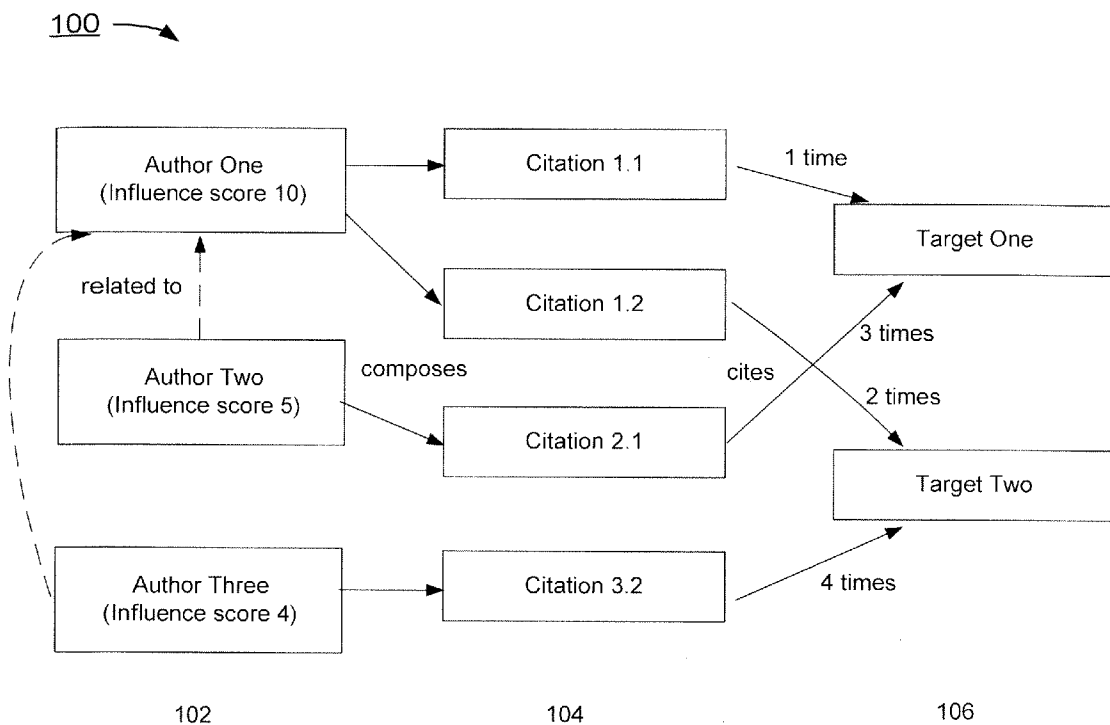 100
Author One
(Influence score 10)
Citation 1.1
1 time
Target One
related to
Citation 1.2
3 times
Author Two
(Influence score 5)
composes
cites
2 times
Citation 2.1
Target Two
Author Three
(Influence score 4)
Citation 3.2
4 times
102
104
106